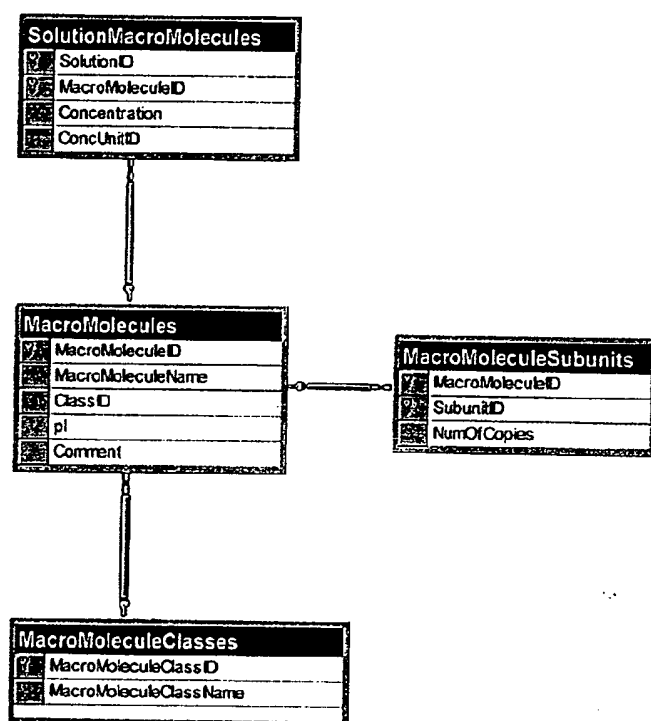 SolutionMacroMolecules
SolutionID
MacroMoleculeID
Concentration
ConcUnitID
MacroMolecules
MacroMoleculeID
MacroMoleculeName
ClassID
pI
Comment
MacroMoleculeSubunits
MacroMoleculeID
SubunitID
NumOfCopies
MacroMoleculeClasses
MacroMoleculeClassID
MacroMoleculeClassName